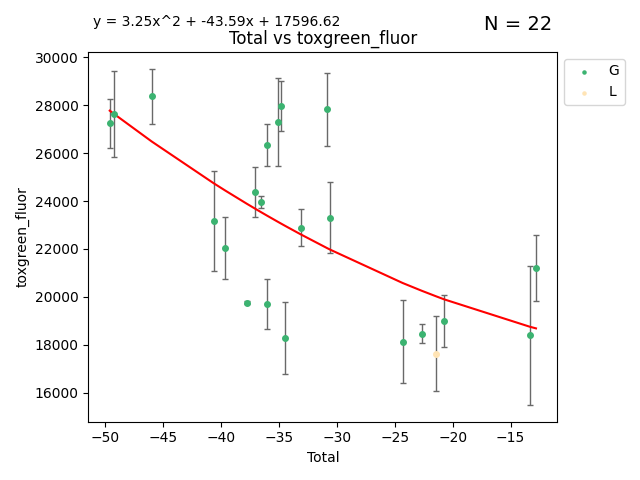 y = 3.25x^2 + -43.59x + 17596.62
N = 22
Total vs toxgreen_fluor
G
L
30000
28000
26000
24000
22000
20000
18000
16000
toxgreen_fluor
−50
−45
−40
−35
−30
−25
−20
−15
Total